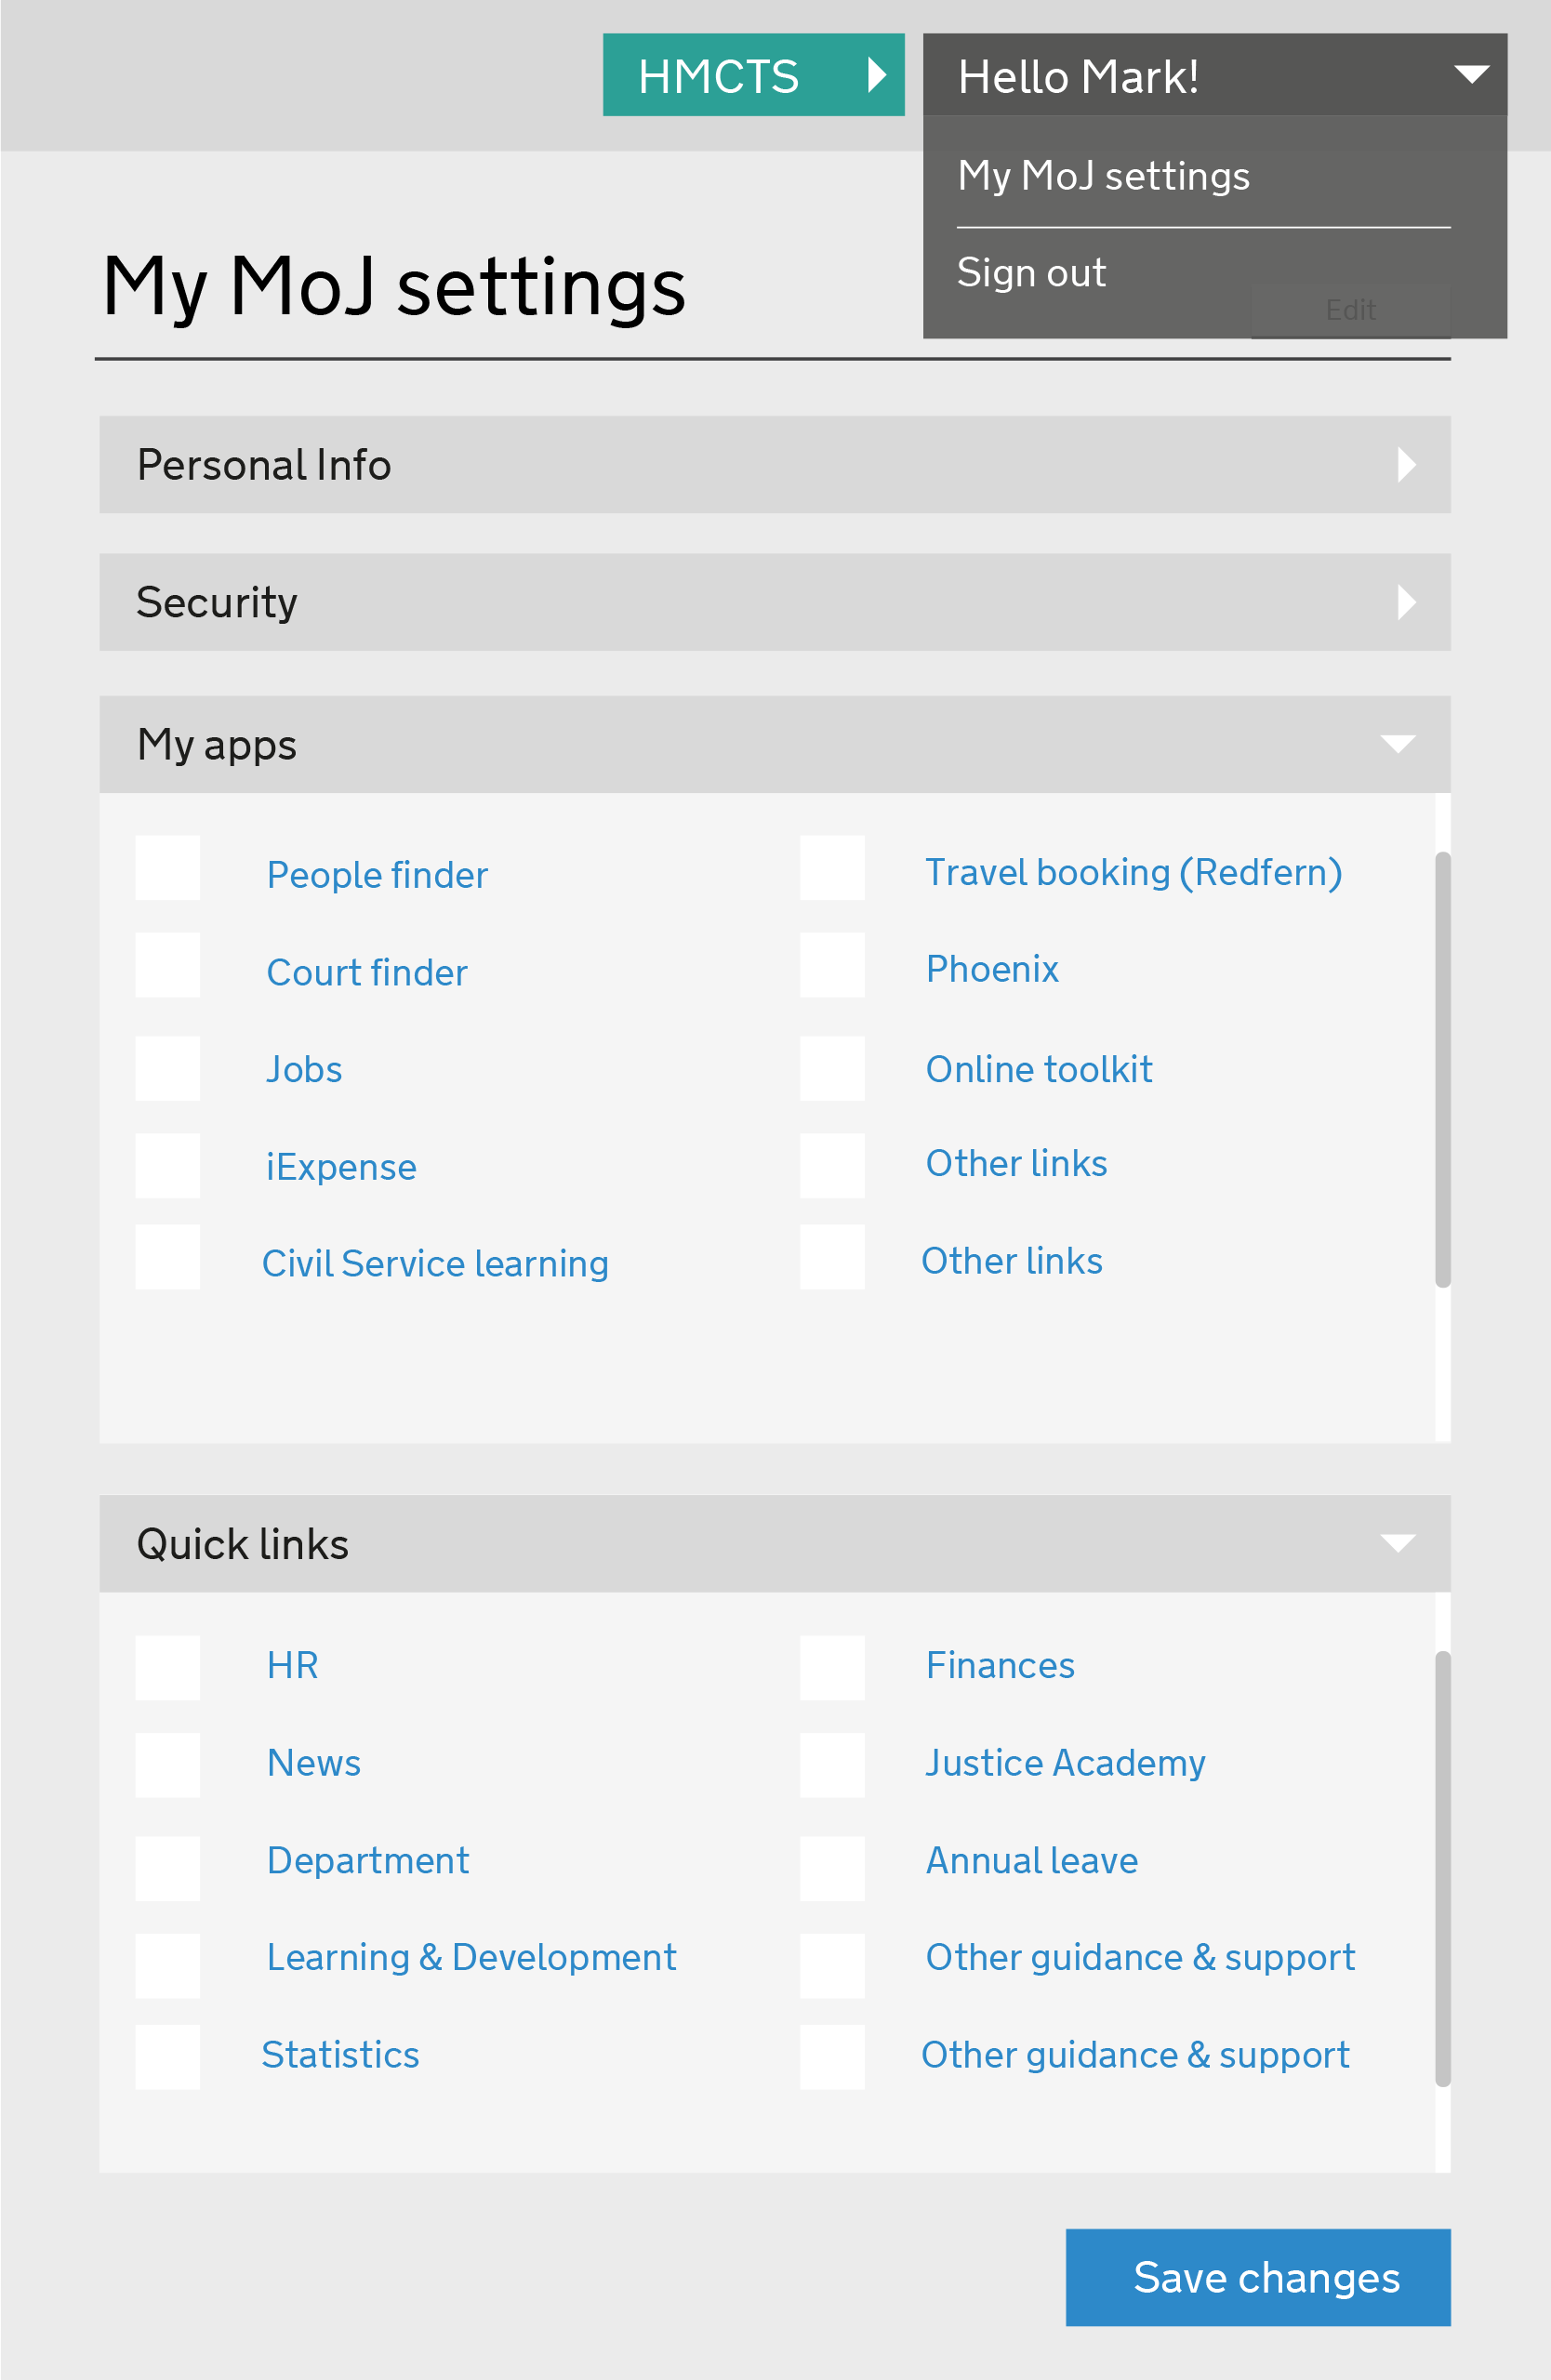 HMCTS
Hello Mark!
My MoJ settings
Sign out
My MoJ settings
Edit
Personal Info
Security
My apps
People finder
Travel booking (Redfern)
Court finder
Phoenix
Jobs
Online toolkit
iExpense
Other links
Civil Service learning
Other links
Quick links
HR
Finances
News
Justice Academy
Department
Annual leave
Learning & Development
Other guidance & support
Statistics
Other guidance & support
Save changes